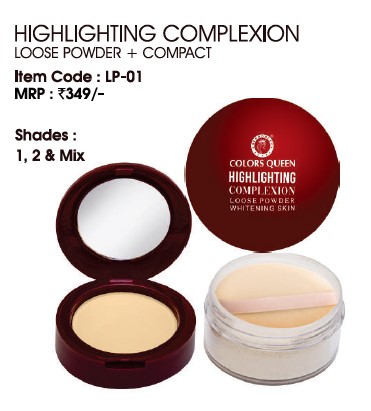 HIGHLIGHTING COMPLEXION
LOOSE POWDER + COMPACT
Item Code : LP-01
MRP : ₹349/-
Shades :
1, 2 & Mix
COLORS QUEEN
HIGHLIGHTING
COMPLEXION
LOOSE POWDER
WHITENING SKIN